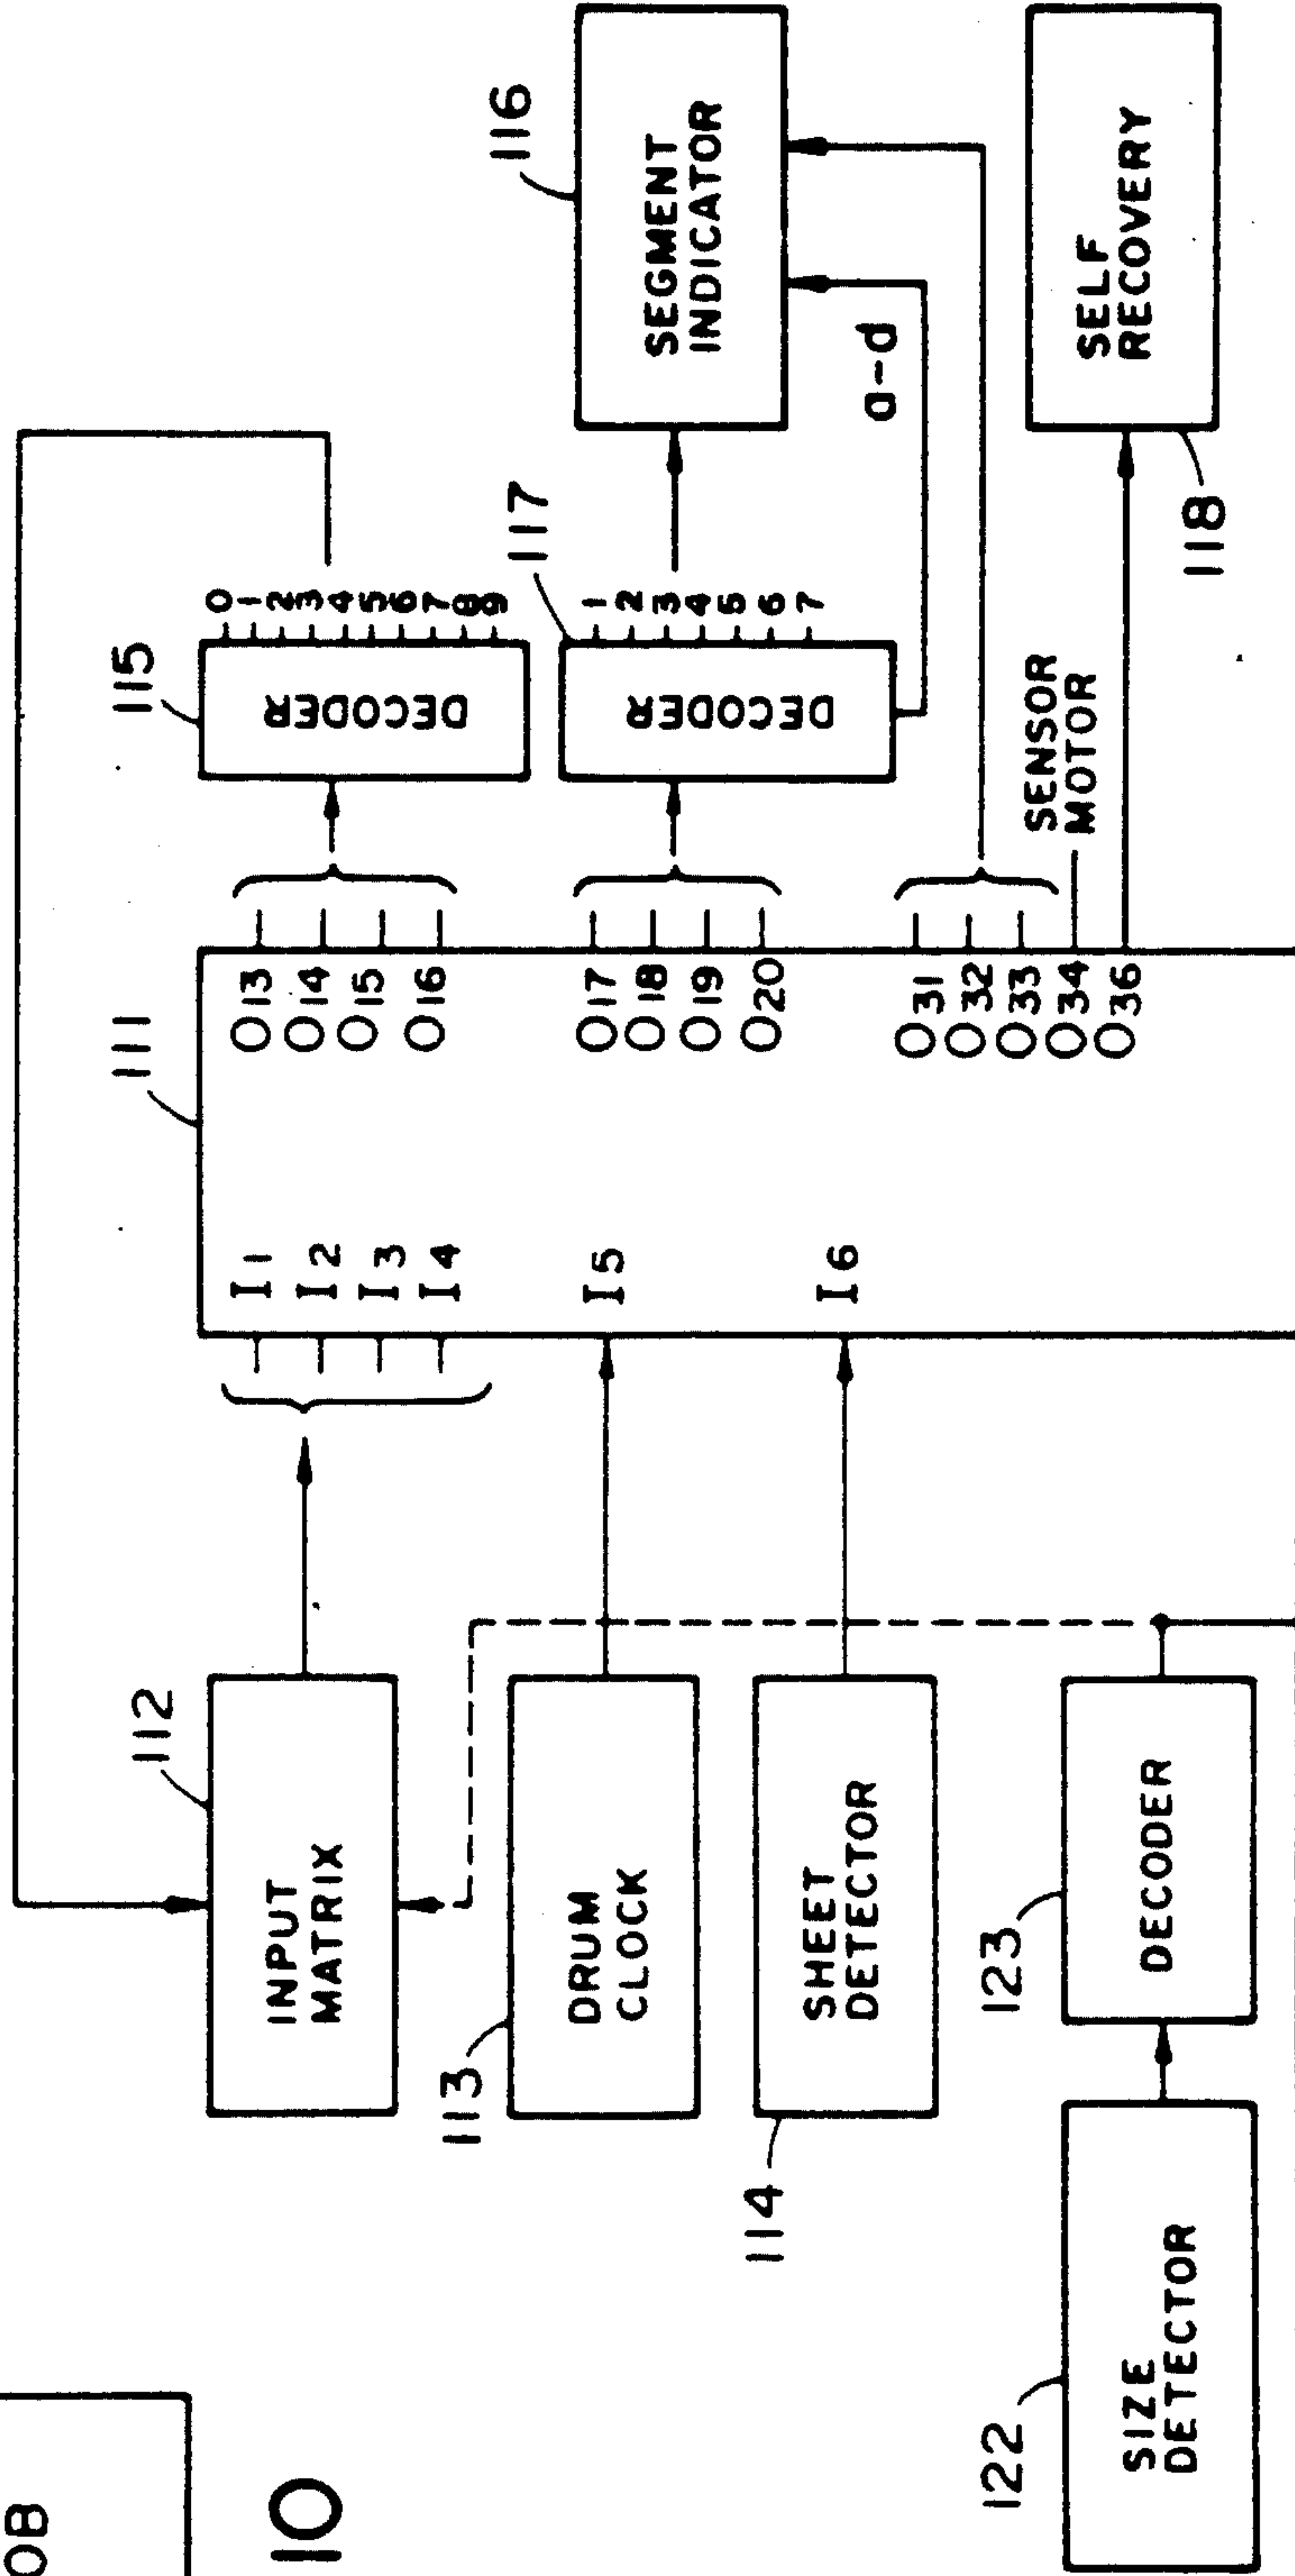 0B
10
112
INPUT
MATRIX
113
DRUM
CLOCK
114
SHEET
DETECTOR
122
SIZE
DETECTOR
123
DECODER
111
I1
I2
I3
I4
I5
I6
O13
O14
O15
O16
O17
O18
O19
O20
O31
O32
O33
O34
O36
SENSOR
MOTOR
115
DECODER
0
1
2
3
4
5
6
7
8
9
117
DECODER
1
2
3
4
5
6
7
a-d
116
SEGMENT
INDICATOR
118
SELF
RECOVERY